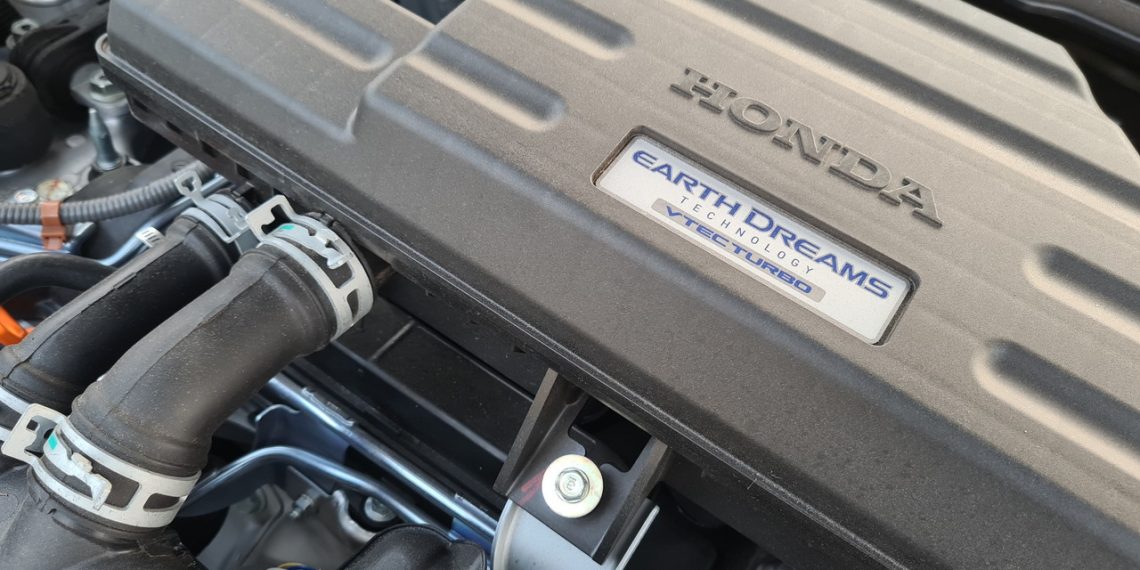 HONDA
EARTH DREAMS
TECHNOLOGY
VTEC TURBO